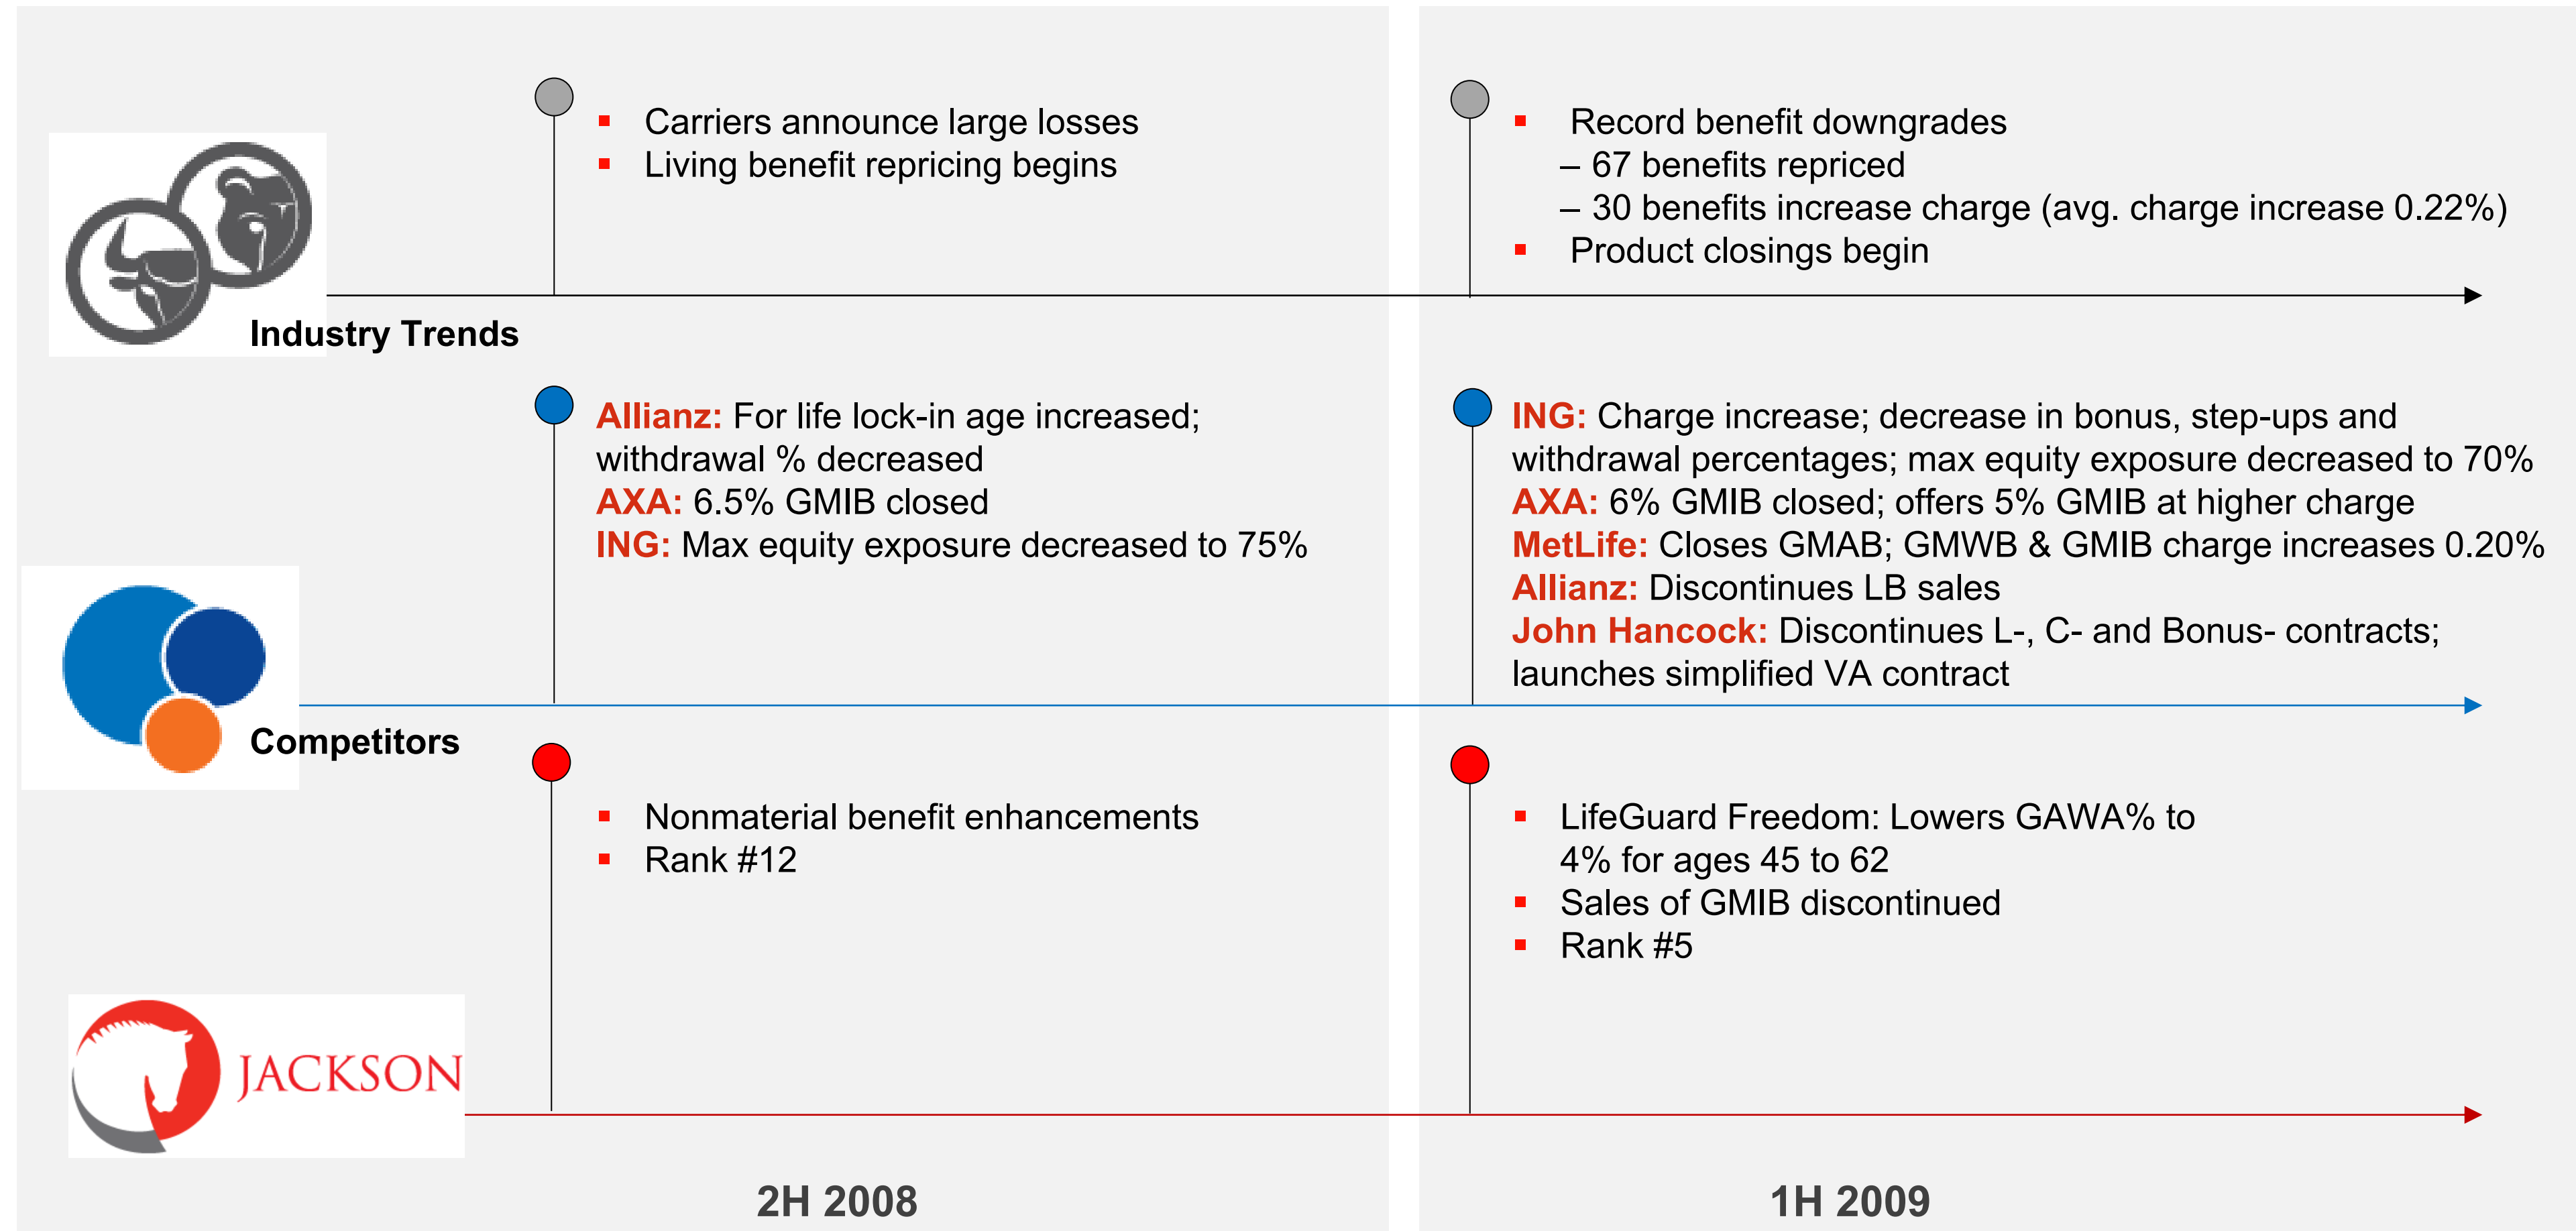 Carriers announce large losses
Living benefit repricing begins
Record benefit downgrades
– 67 benefits repriced
– 30 benefits increase charge (avg. charge increase 0.22%)
Product closings begin
Industry Trends
Allianz: For life lock-in age increased;
withdrawal % decreased
AXA: 6.5% GMIB closed
ING: Max equity exposure decreased to 75%
ING: Charge increase; decrease in bonus, step-ups and
withdrawal percentages; max equity exposure decreased to 70%
AXA: 6% GMIB closed; offers 5% GMIB at higher charge
MetLife: Closes GMAB; GMWB & GMIB charge increases 0.20%
Allianz: Discontinues LB sales
John Hancock: Discontinues L-, C- and Bonus- contracts;
launches simplified VA contract
Competitors
Nonmaterial benefit enhancements
Rank #12
LifeGuard Freedom: Lowers GAWA% to
4% for ages 45 to 62
Sales of GMIB discontinued
Rank #5
JACKSON
2H 2008
1H 2009